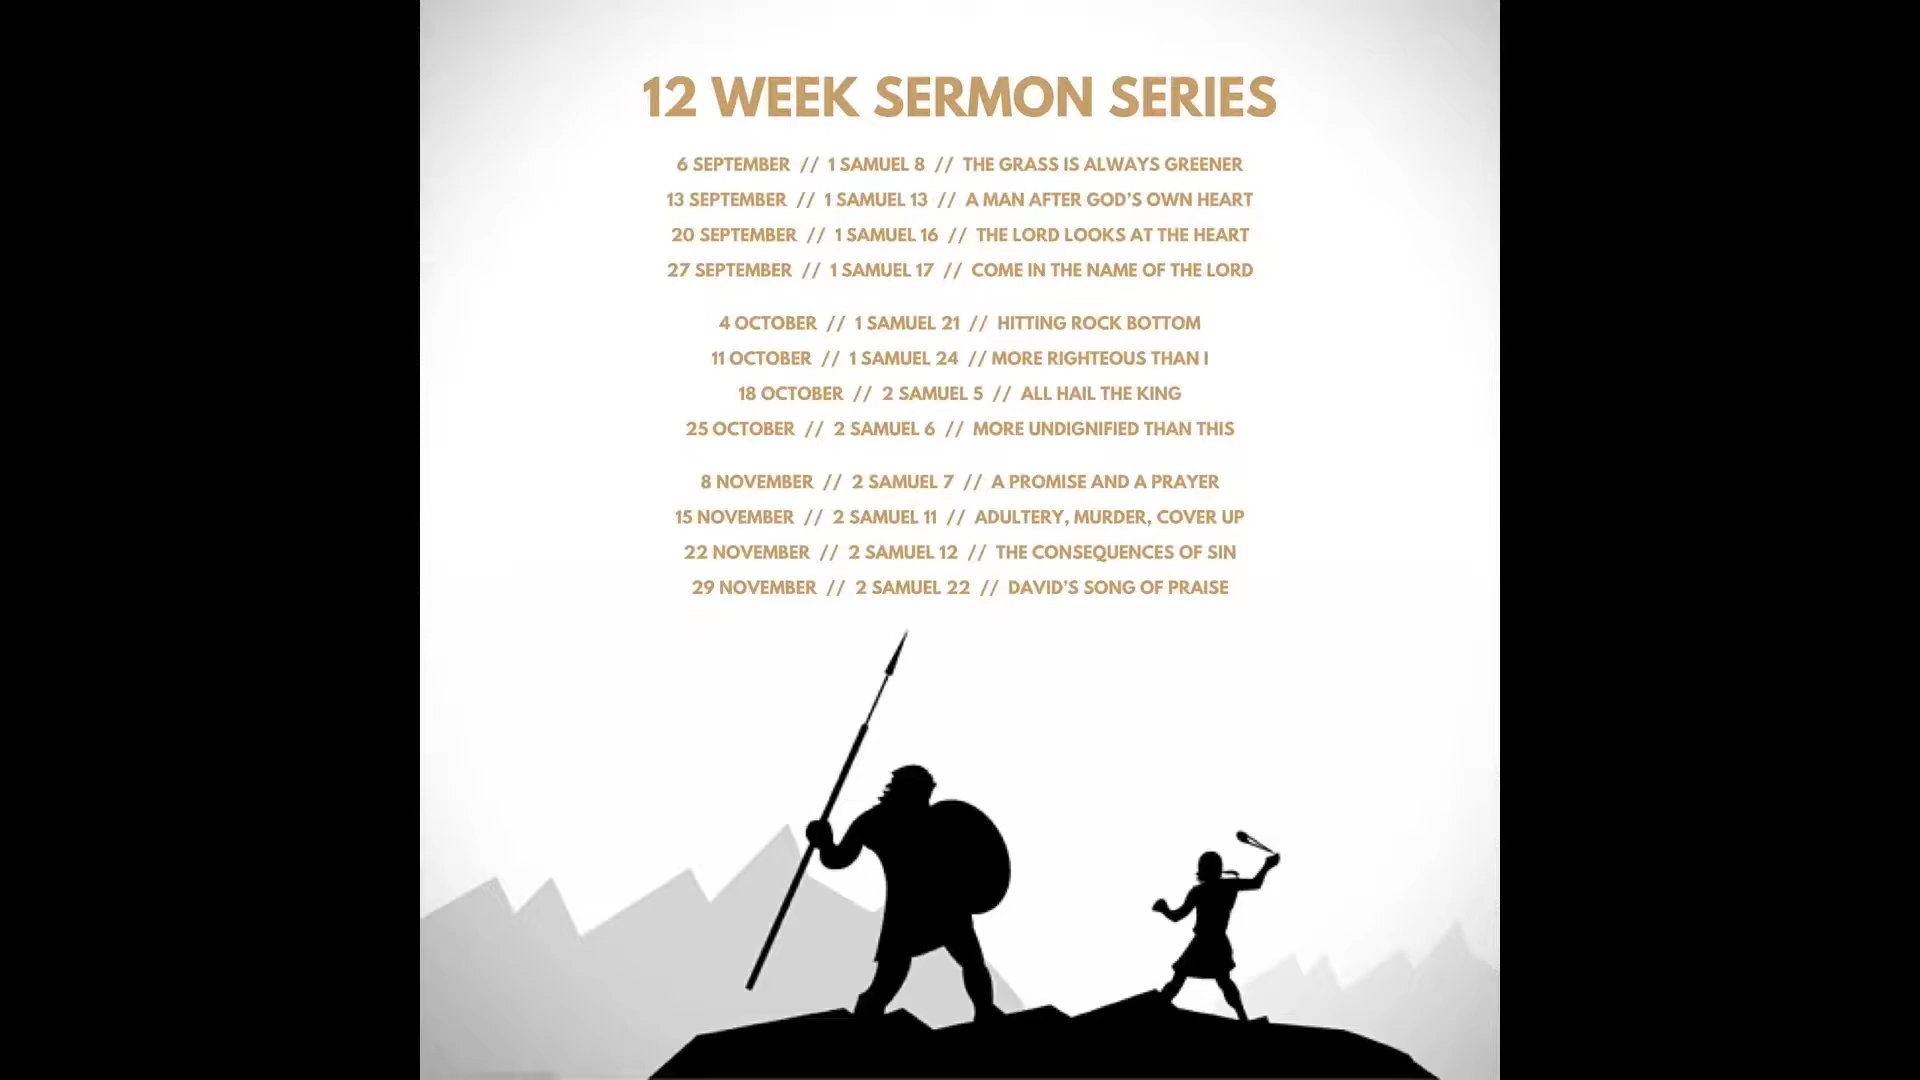 12 WEEK SERMON SERIES
6 SEPTEMBER // 1 SAMUEL 8 // THE GRASS IS ALWAYS GREENER
13 SEPTEMBER // 1 SAMUEL 13 // A MAN AFTER GOD'S OWN HEART
20 SEPTEMBER // 1 SAMUEL 16 // THE LORD LOOKS AT THE HEART
27 SEPTEMBER // 1 SAMUEL 17 // COME IN THE NAME OF THE LORD
4 OCTOBER // 1 SAMUEL 21 // HITTING ROCK BOTTOM
11 OCTOBER // 1 SAMUEL 24 // MORE RIGHTEOUS THAN I
18 OCTOBER // 2 SAMUEL 5 // ALL HAIL THE KING
25 OCTOBER // 2 SAMUEL 6 // MORE UNDIGNIFIED THAN THIS
8 NOVEMBER // 2 SAMUEL 7 // A PROMISE AND A PRAYER
15 NOVEMBER // 2 SAMUEL 11 // ADULTERY, MURDER, COVER UP
22 NOVEMBER // 2 SAMUEL 12 // THE CONSEQUENCES OF SIN
29 NOVEMBER // 2 SAMUEL 22 // DAVID'S SONG OF PRAISE